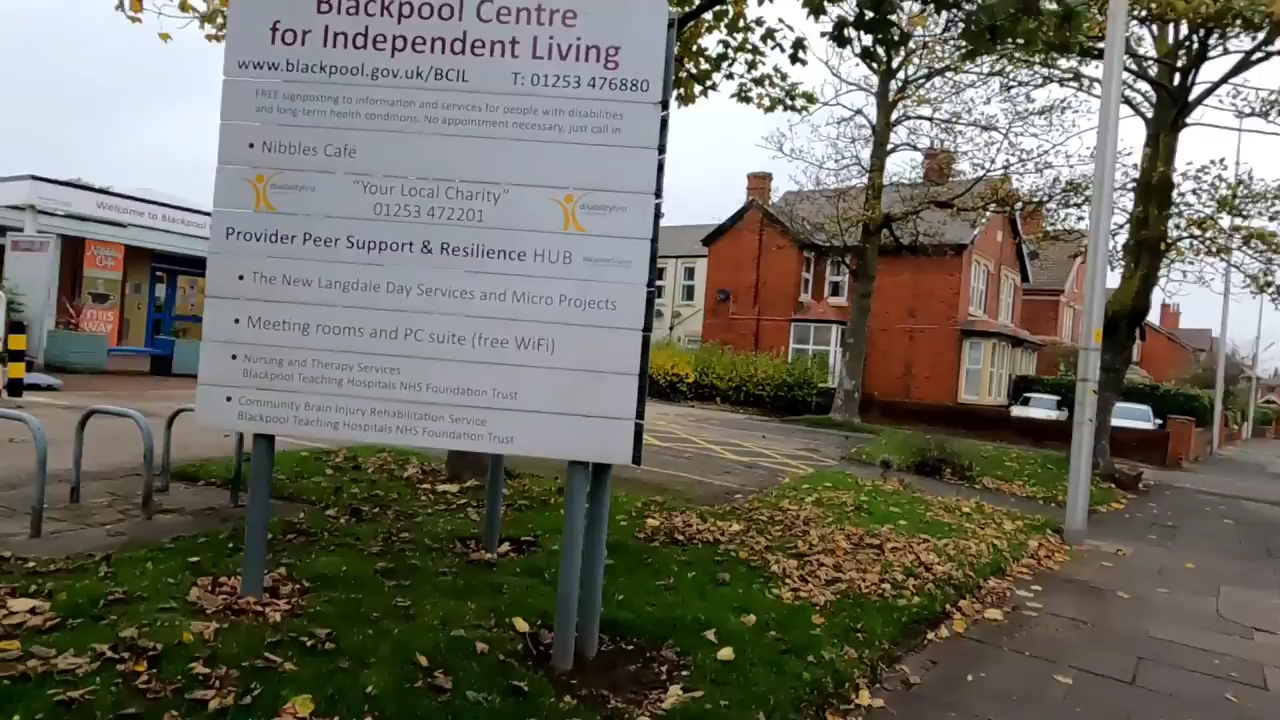 Blackpool Centre
for Independent Living
www.blackpool.gov.uk/BCIL T: 01253 476880
FREE signposting to information and services for people with disabilities
and long-term health conditions. No appointment necessary, just call in
• Nibbles Café
disabilityfirst "Your Local Charity" disabilityfirst
01253 472201
Provider Peer Support & Resilience HUB
• The New Langdale Day Services and Micro Projects
• Meeting rooms and PC suite (free WiFi)
• Nursing and Therapy Services
Blackpool Teaching Hospitals NHS Foundation Trust
• Community Brain Injury Rehabilitation Service
Blackpool Teaching Hospitals NHS Foundation Trust
Welcome to Blackpool
THIS
WAY